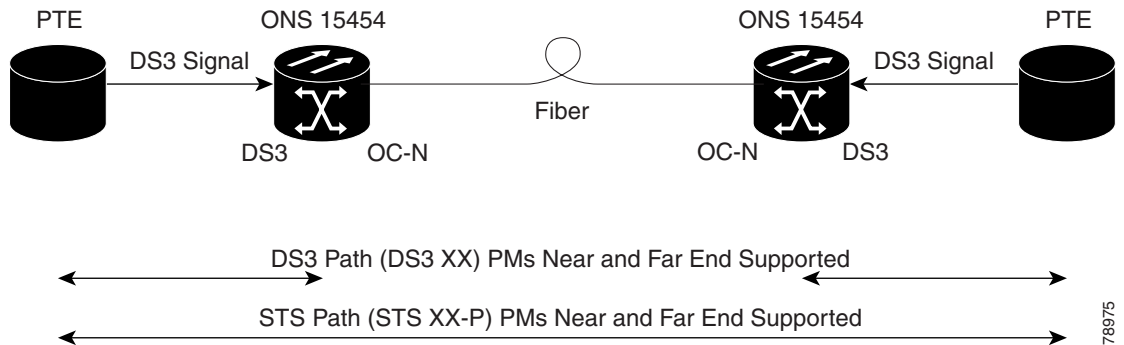 PTE
ONS 15454
ONS 15454
PTE
DS3 Signal
DS3 Signal
Fiber
DS3
OC-N
OC-N
DS3
DS3 Path (DS3 XX) PMs Near and Far End Supported
STS Path (STS XX-P) PMs Near and Far End Supported
78975